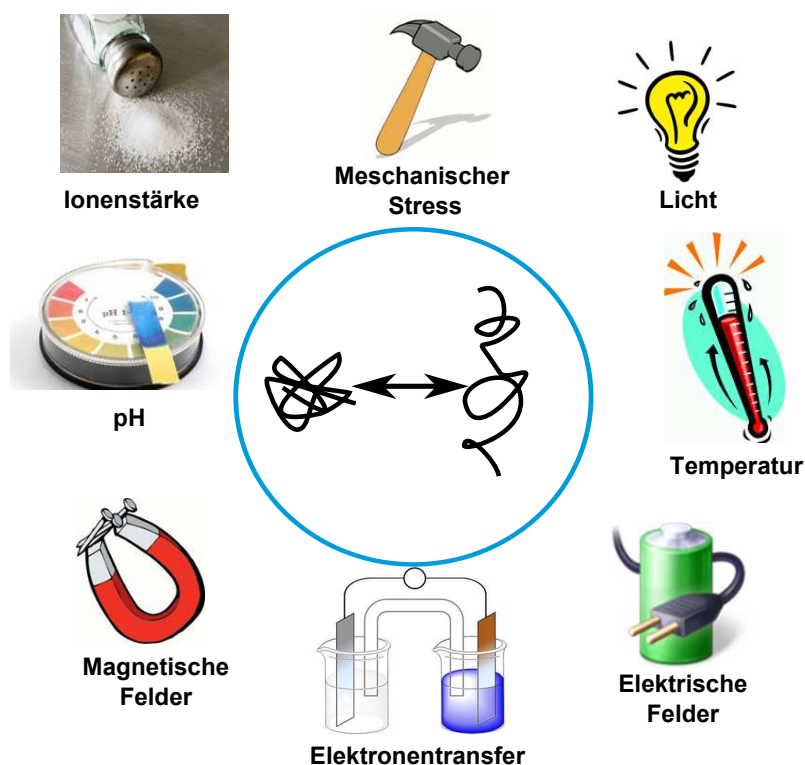 Ionenstärke
Meschanischer
Stress
Licht
pH
Temperatur
Magnetische
Felder
Elektronentransfer
Elektrische
Felder